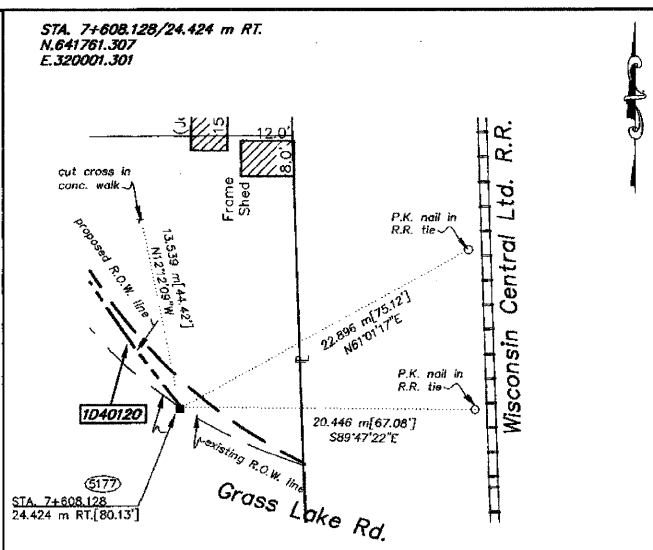 STA. 7+608.128/24.424 m RT.
N.641761.307
E.320001.301
15
12.0'
8.0'
Frame
Shed
cut cross in
conc. walk
proposed R.O.W. line
13.539 m[44.42']
N12°12'09"W
P.K. nail in
R.R. tie
22.896 m[75.12']
N61°01'17"E
Wisconsin Central Ltd. R.R.
P.K. nail in
R.R. tie
1D40120
20.446 m[67.08']
S89°47'22"E
existing R.O.W. line
5177
STA. 7+608.128
24.424 m RT.[80.13']
Grass Lake Rd.